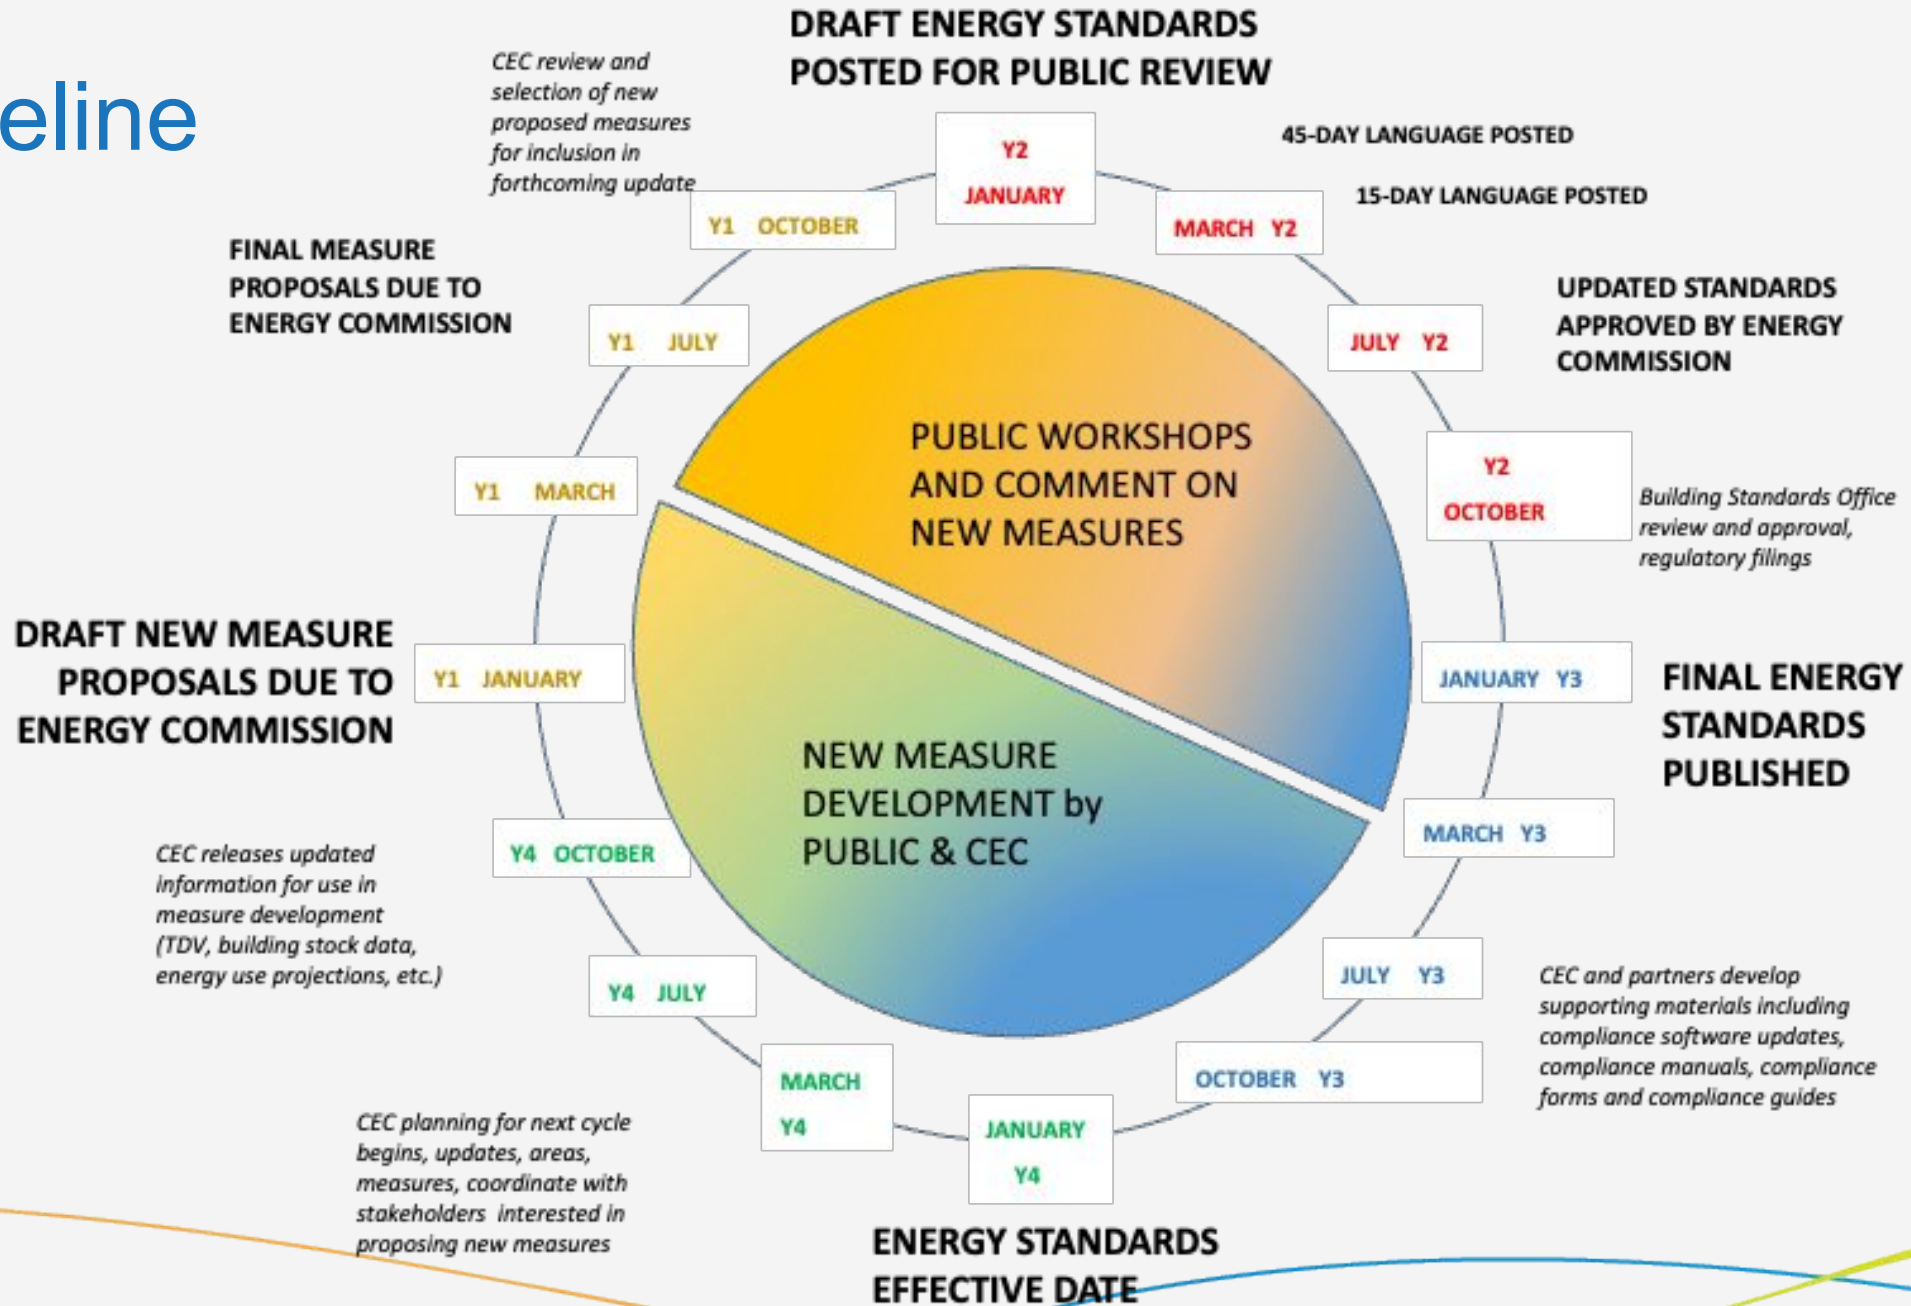 eline
DRAFT ENERGY STANDARDS
POSTED FOR PUBLIC REVIEW
CEC review and
selection of new
proposed measures
for inclusion in
forthcoming update
Y2
JANUARY
45-DAY LANGUAGE POSTED
15-DAY LANGUAGE POSTED
Y1 OCTOBER
MARCH Y2
FINAL MEASURE
PROPOSALS DUE TO
ENERGY COMMISSION
Y1 JULY
JULY Y2
UPDATED STANDARDS
APPROVED BY ENERGY
COMMISSION
PUBLIC WORKSHOPS
AND COMMENT ON
NEW MEASURES
Y1 MARCH
Y2
OCTOBER
Building Standards Office
review and approval,
regulatory filings
DRAFT NEW MEASURE
PROPOSALS DUE TO
ENERGY COMMISSION
Y1 JANUARY
JANUARY Y3
FINAL ENERGY
STANDARDS
PUBLISHED
NEW MEASURE
DEVELOPMENT by
PUBLIC & CEC
MARCH Y3
Y4 OCTOBER
CEC releases updated
information for use in
measure development
(TDV, building stock data,
energy use projections, etc.)
Y4 JULY
JULY Y3
CEC and partners develop
supporting materials including
compliance software updates,
compliance manuals, compliance
forms and compliance guides
MARCH
Y4
OCTOBER Y3
JANUARY
Y4
CEC planning for next cycle
begins, updates, areas,
measures, coordinate with
stakeholders interested in
proposing new measures
ENERGY STANDARDS
EFFECTIVE DATE